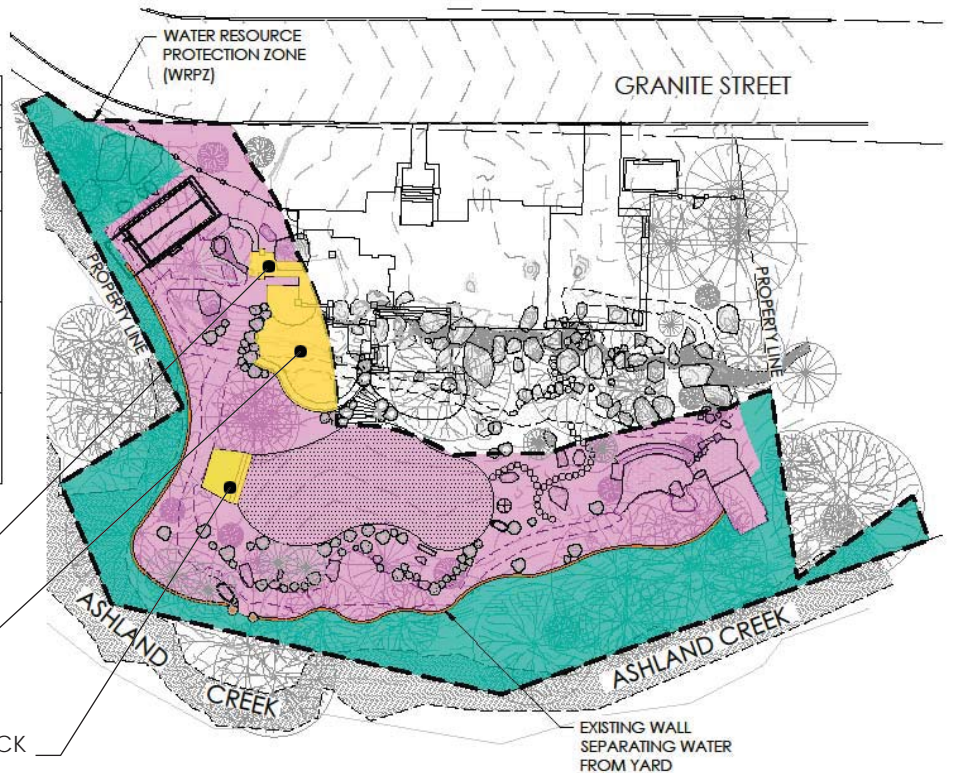 WATER RESOURCE
PROTECTION ZONE
(WRPZ)
GRANITE STREET
PROPERTY LINE
PROPERTY LINE
ASHLAND
CREEK
ASHLAND CREEK
EXISTING WALL
SEPARATING WATER
FROM YARD
CK